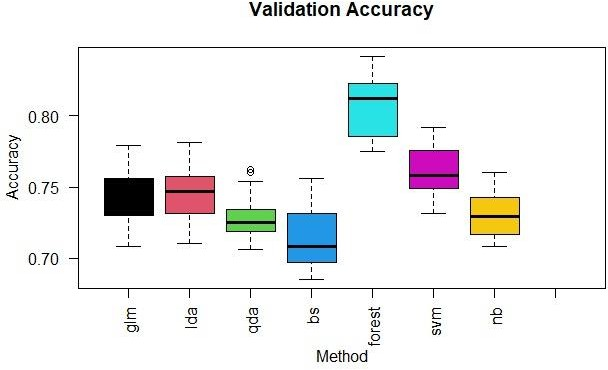 Validation Accuracy
Accuracy
0.80
0.75
0.70
glm
lda
qda
bs
forest
svm
nb
Method